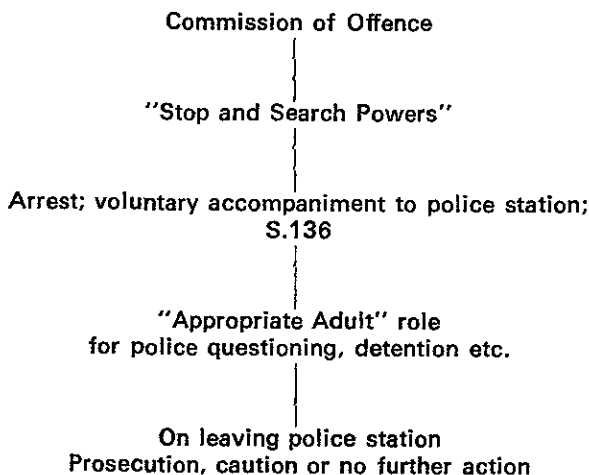 Commission of Offence
"Stop and Search Powers"
Arrest; voluntary accompaniment to police station;
S.136
"Appropriate Adult" role
for police questioning, detention etc.
On leaving police station
Prosecution, caution or no further action